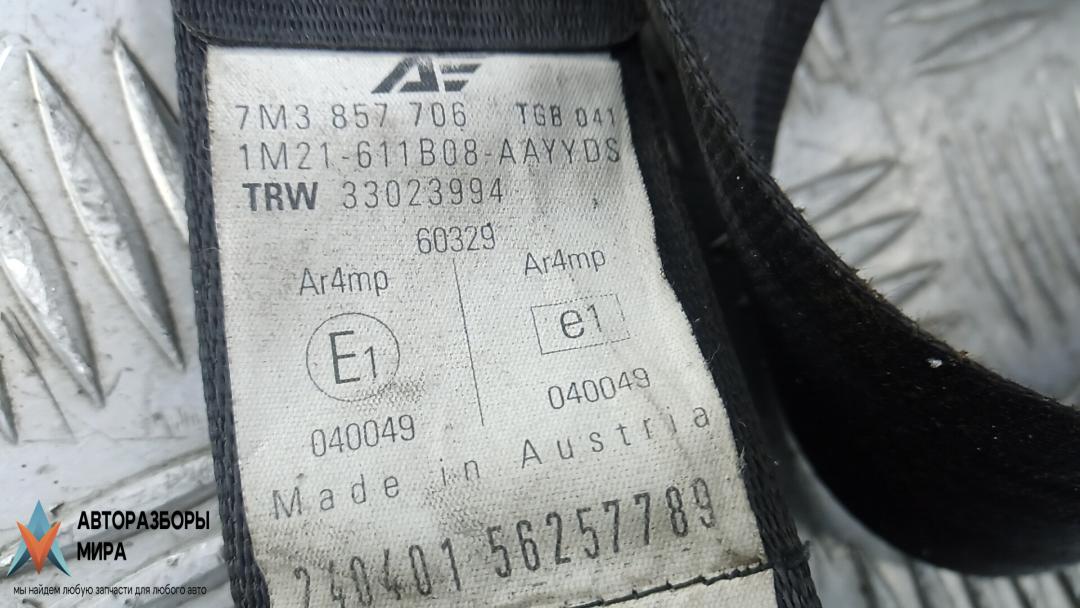 7M3 857 706 TGB 041
1M21-611B08-AAYYDS
TRW 33023994
60329
Ar4mp
E1
040049
Ar4mp
e1
040049
Made in Austria
240401 56257789
АВТОРАЗБОРЫ
МИРА
мы найдем любую запчасти для любого авто